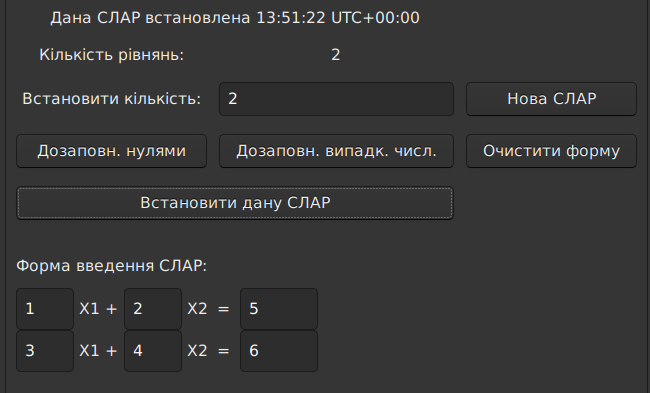 Дана СЛАР встановлена 13:51:22 UTC+00:00
Кількість рівнянь: 2
Встановити кількість: 2 Нова СЛАР
Дозаповн. нулями Дозаповн. випадк. числ. Очистити форму
Встановити дану СЛАР
Форма введення СЛАР:
1 X1 + 2 X2 = 5
3 X1 + 4 X2 = 6